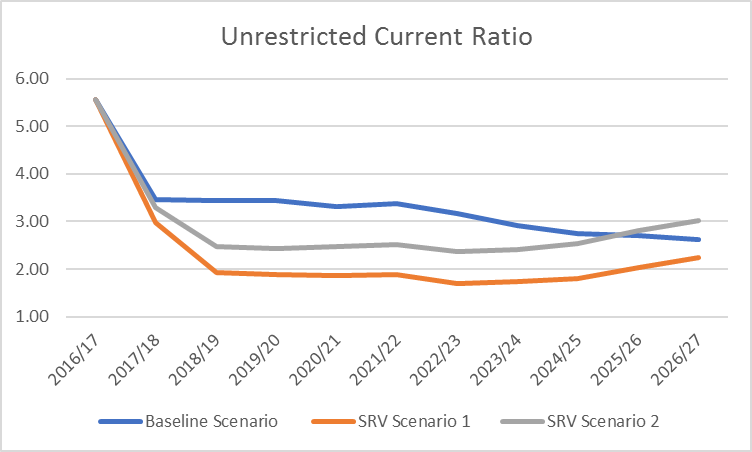 Unrestricted Current Ratio
6.00
5.00
4.00
3.00
2.00
1.00
2016/17 2017/18 2018/19 2019/20 2020/21 2021/22 2022/23 2023/24 2024/25 2025/26 2026/27
Baseline Scenario SRV Scenario 1 SRV Scenario 2